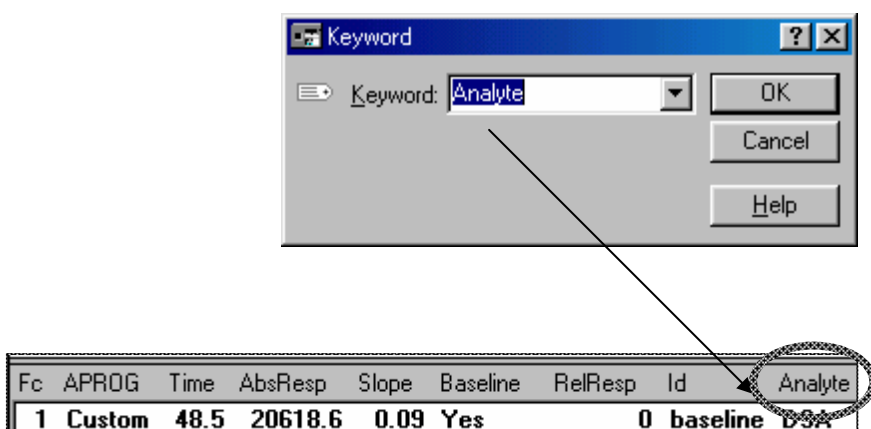 Keyword
Keyword: Analyte OK
Cancel
Help
Fc APROG Time AbsResp Slope Baseline RelResp Id Analyte
1 Custom 48.5 20618.6 0.09 Yes 0 baseline